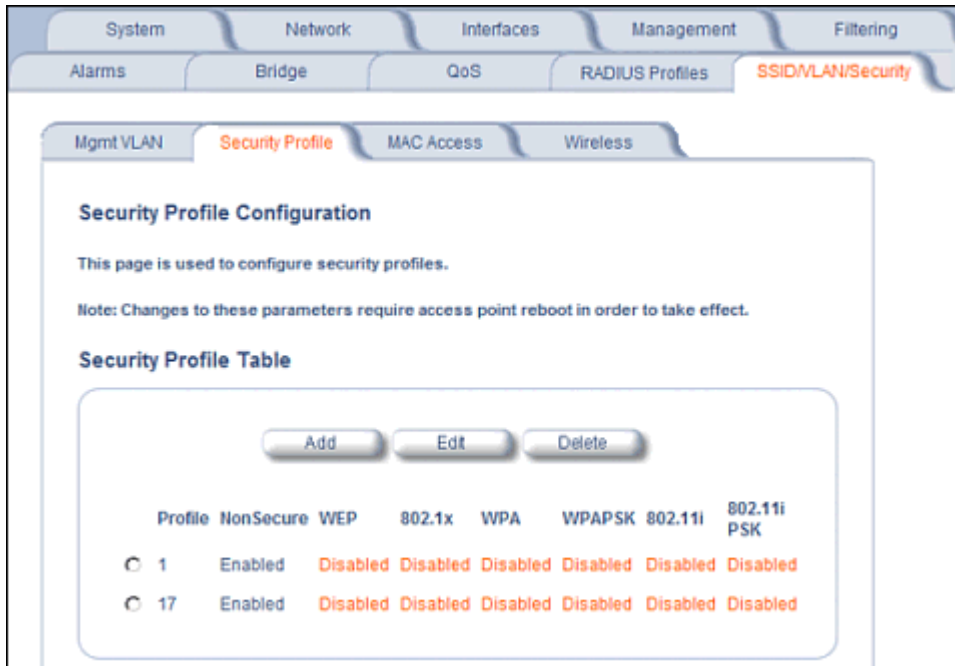 System Network Interfaces Management Filtering
Alarms Bridge QoS RADIUS Profiles SSID/VLAN/Security
Mgmt VLAN Security Profile MAC Access Wireless
Security Profile Configuration
This page is used to configure security profiles.
Note: Changes to these parameters require access point reboot in order to take effect.
Security Profile Table
Add Edit Delete
Profile NonSecure WEP 802.1x WPA WPAPSK 802.11i 802.11i PSK
1 Enabled Disabled Disabled Disabled Disabled Disabled Disabled
17 Enabled Disabled Disabled Disabled Disabled Disabled Disabled